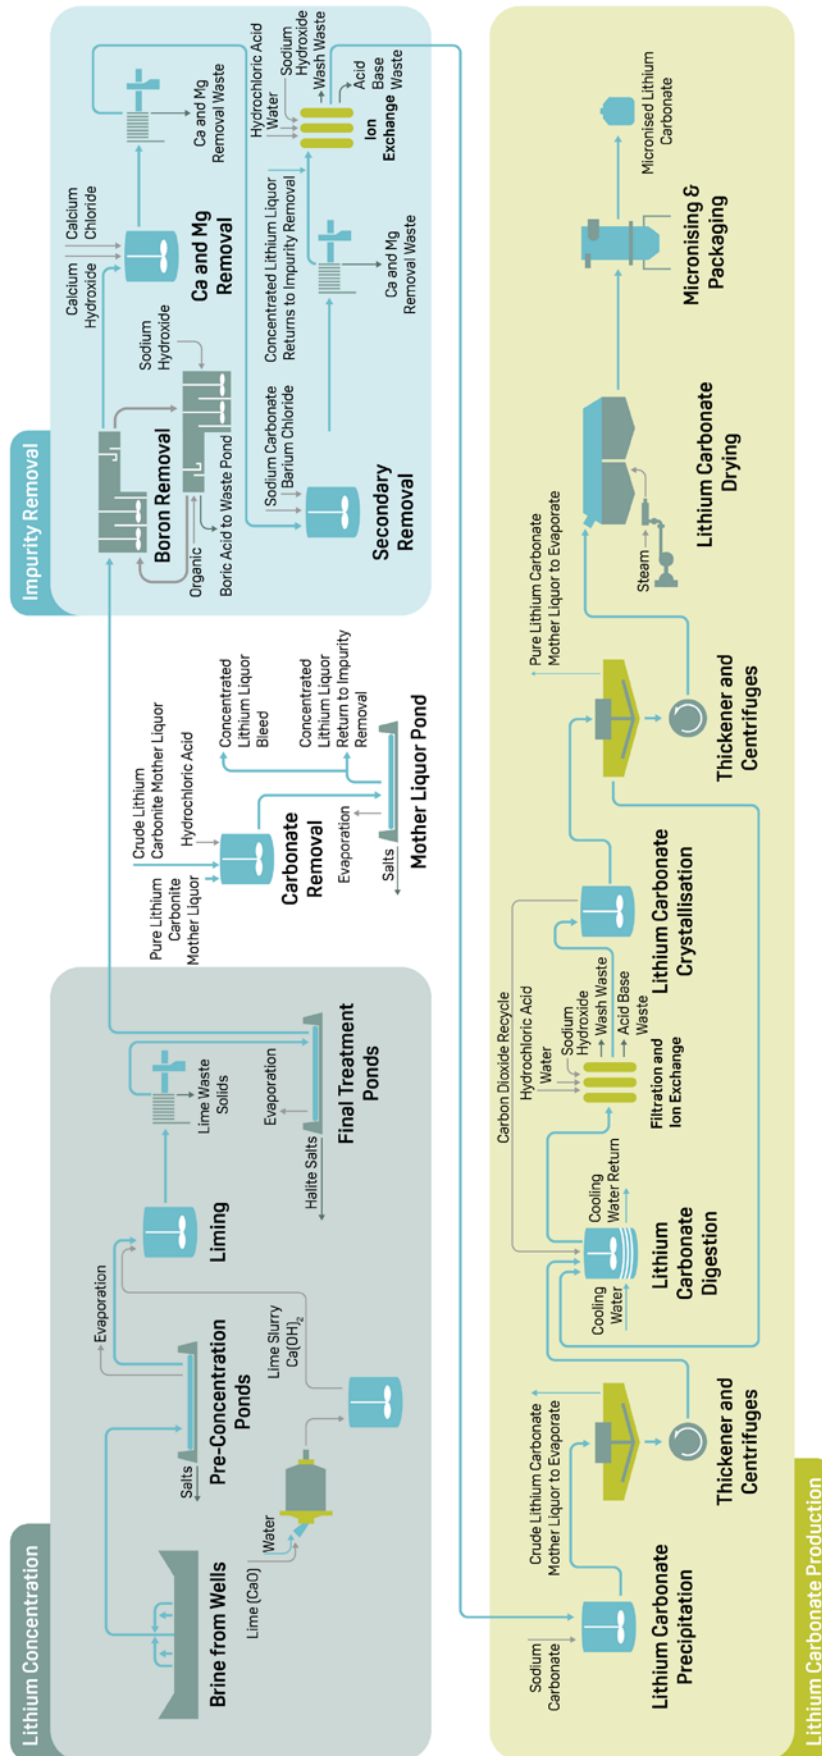 Lithium Concentration
Brine from Wells
Salts
Evaporation
Pre-Concentration
Ponds
Lime (CaO)
Water
Lime Slurry
Ca(OH)2
Liming
Lime Waste
Solids
Evaporation
Halite Salts
Final Treatment
Ponds
Crude Lithium
Carbonite Mother Liquor
Hydrochloric Acid
Pure Lithium
Carbonite
Mother Liquor
Carbonate
Removal
Concentrated
Lithium Liquor
Bleed
Concentrated
Lithium Liquor
Return to Impurity
Removal
Evaporation
Salts
Mother Liquor Pond
Impurity Removal
Boron Removal
Sodium
Hydroxide
Organic
Boric Acid to Waste Pond
Calcium
Hydroxide
Calcium
Chloride
Ca and Mg
Removal
Ca and Mg
Removal Waste
Sodium Carbonate
Barium Chloride
Secondary
Removal
Concentrated Lithium Liquor
Returns to Impurity Removal
Ca and Mg
Removal Waste
Hydrochloric Acid
Water
Sodium
Hydroxide
Wash Waste
Acid
Base
Waste
Ion
Exchange
Lithium Carbonate Production
Sodium
Carbonate
Lithium Carbonate
Precipitation
Crude Lithium Carbonate
Mother Liquor to Evaporate
Thickener and
Centrifuges
Cooling
Water
Cooling
Water Return
Lithium
Carbonate
Digestion
Carbon Dioxide Recycle
Hydrochloric Acid
Water
Sodium
Hydroxide
Wash Waste
Acid Base
Waste
Filtration and
Ion Exchange
Lithium Carbonate
Crystallisation
Pure Lithium Carbonate
Mother Liquor to Evaporate
Thickener and
Centrifuges
Steam
Lithium Carbonate
Drying
Micronising &
Packaging
Micronised Lithium
Carbonate